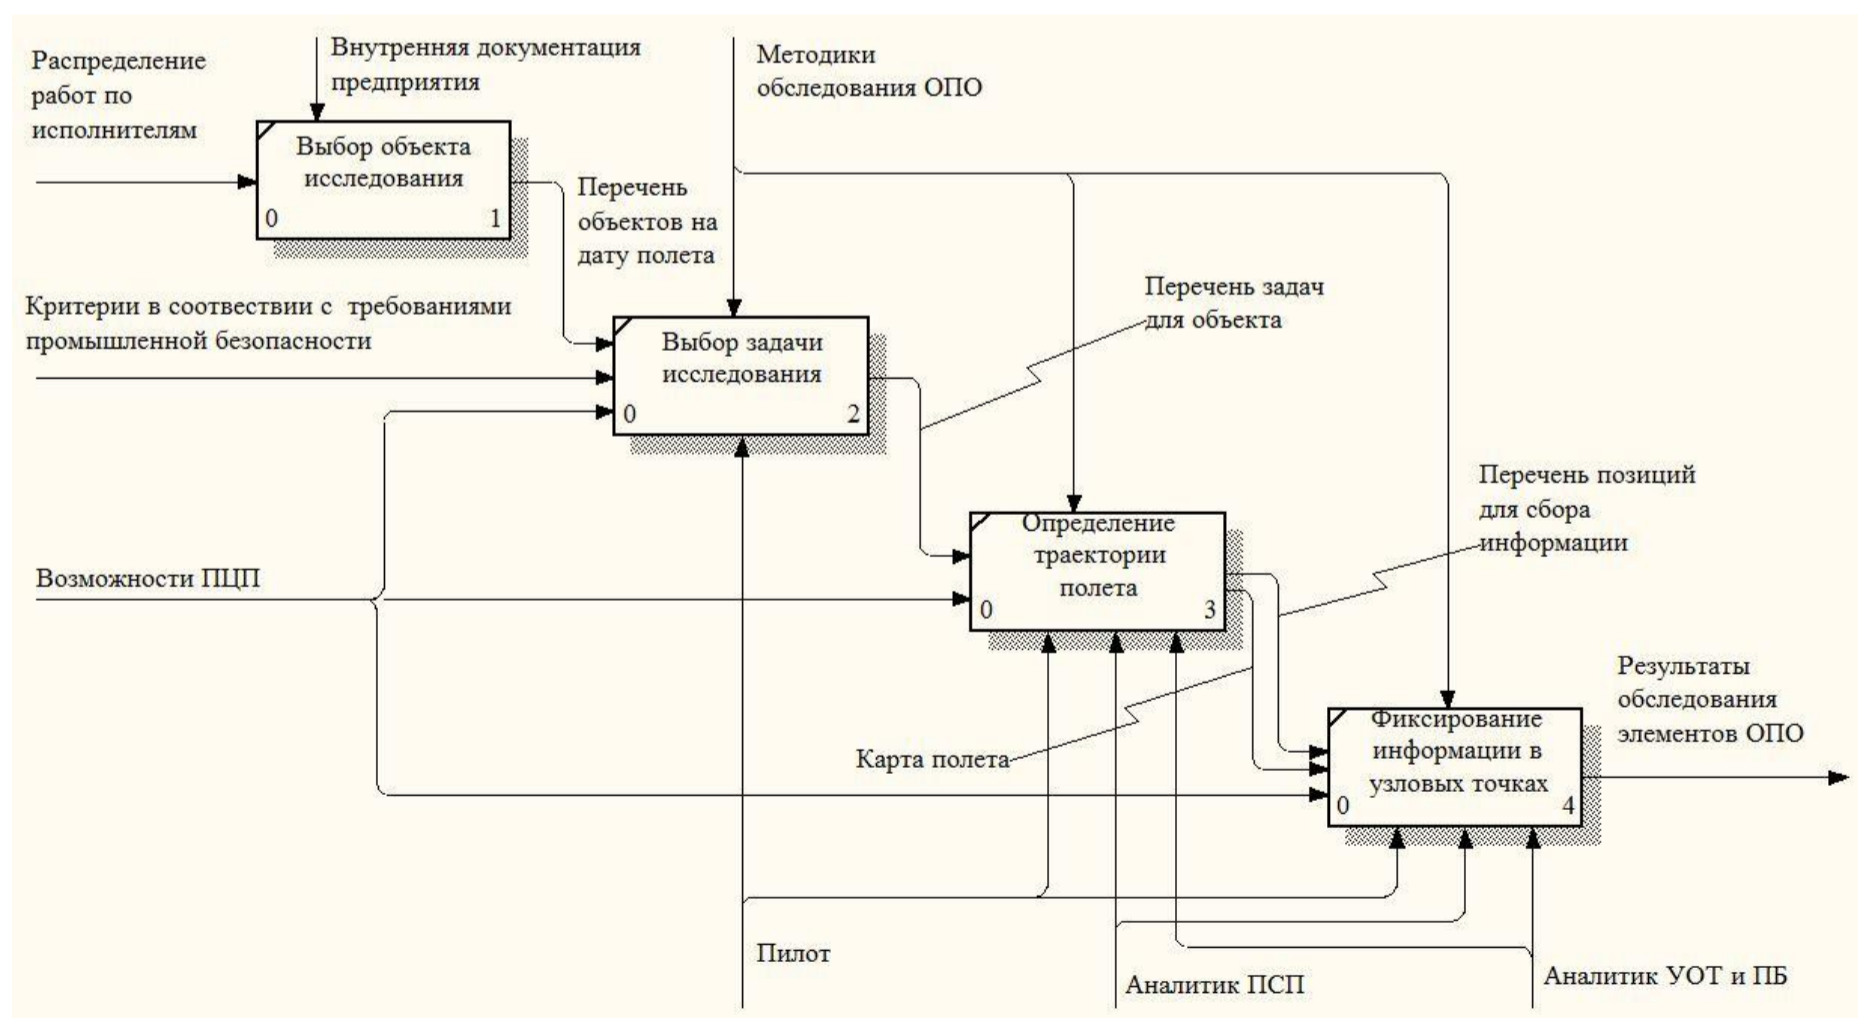 Распределение
работ по
исполнителям
Внутренняя документация
предприятия
Методики
обследования ОПО
Выбор объекта
исследования
0
1
Перечень
объектов на
дату полета
Критерии в соотвествии с требованиями
промышленной безопасности
Выбор задачи
исследования
0
2
Перечень задач
для объекта
Возможности ПЦП
Определение
траектории
полета
0
3
Перечень позиций
для сбора
информации
Карта полета
Фиксирование
информации в
узловых точках
0
4
Результаты
обследования
элементов ОПО
Пилот
Аналитик ПСП
Аналитик УОТ и ПБ